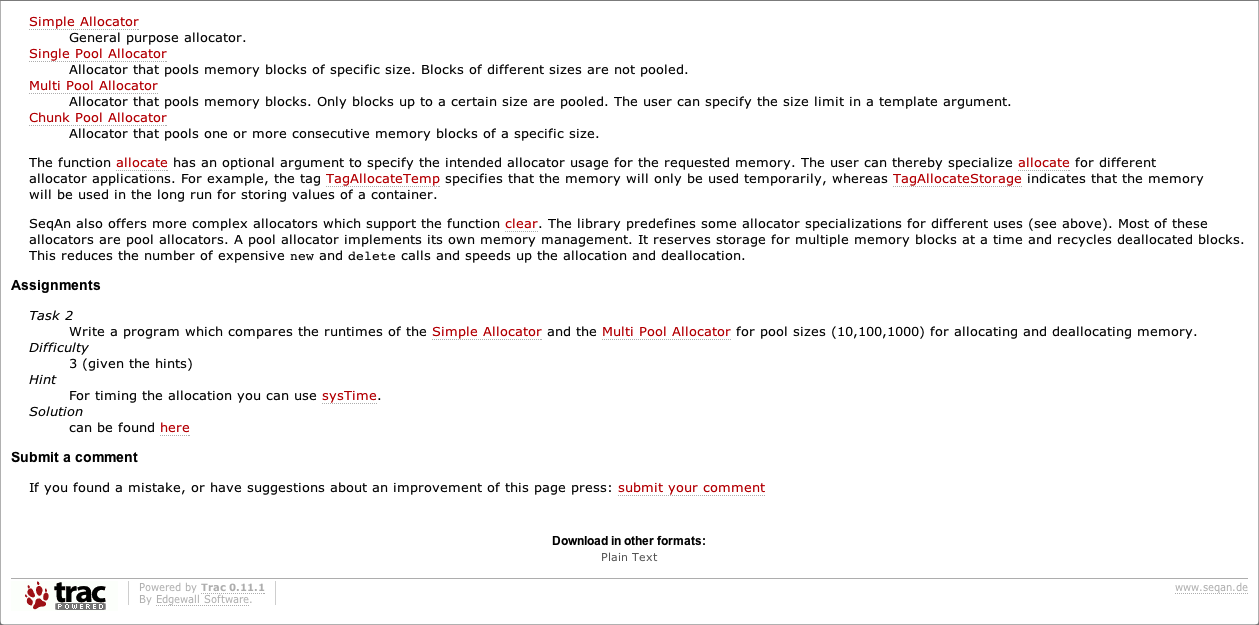 Simple Allocator
General purpose allocator.
Single Pool Allocator
Allocator that pools memory blocks of specific size. Blocks of different sizes are not pooled.
Multi Pool Allocator
Allocator that pools memory blocks. Only blocks up to a certain size are pooled. The user can specify the size limit in a template argument.
Chunk Pool Allocator
Allocator that pools one or more consecutive memory blocks of a specific size.
The function allocate has an optional argument to specify the intended allocator usage for the requested memory. The user can thereby specialize allocate for different
allocator applications. For example, the tag TagAllocateTemp specifies that the memory will only be used temporarily, whereas TagAllocateStorage indicates that the memory
will be used in the long run for storing values of a container.
SeqAn also offers more complex allocators which support the function clear. The library predefines some allocator specializations for different uses (see above). Most of these
allocators are pool allocators. A pool allocator implements its own memory management. It reserves storage for multiple memory blocks at a time and recycles deallocated blocks.
This reduces the number of expensive new and delete calls and speeds up the allocation and deallocation.
Assignments
Task 2
Write a program which compares the runtimes of the Simple Allocator and the Multi Pool Allocator for pool sizes (10,100,1000) for allocating and deallocating memory.
Difficulty
3 (given the hints)
Hint
For timing the allocation you can use sysTime.
Solution
can be found here
Submit a comment
If you found a mistake, or have suggestions about an improvement of this page press: submit your comment
Download in other formats:
Plain Text
trac
POWERED
Powered by Trac 0.11.1
By Edgewall Software.
www.seqan.de